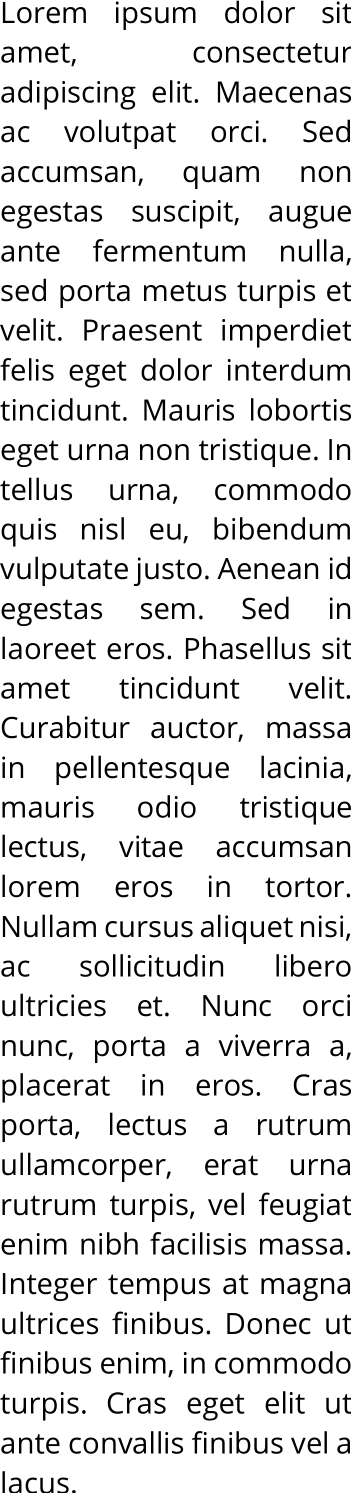 Lorem ipsum dolor sit
amet, consectetur
adipiscing elit. Maecenas
ac volutpat orci. Sed
accumsan, quam non
egestas suscipit, augue
ante fermentum nulla,
sed porta metus turpis et
velit. Praesent imperdiet
felis eget dolor interdum
tincidunt. Mauris lobortis
eget urna non tristique. In
tellus urna, commodo
quis nisl eu, bibendum
vulputate justo. Aenean id
egestas sem. Sed in
laoreet eros. Phasellus sit
amet tincidunt velit.
Curabitur auctor, massa
in pellentesque lacinia,
mauris odio tristique
lectus, vitae accumsan
lorem eros in tortor.
Nullam cursus aliquet nisi,
ac sollicitudin libero
ultricies et. Nunc orci
nunc, porta a viverra a,
placerat in eros. Cras
porta, lectus a rutrum
ullamcorper, erat urna
rutrum turpis, vel feugiat
enim nibh facilisis massa.
Integer tempus at magna
ultrices finibus. Donec ut
finibus enim, in commodo
turpis. Cras eget elit ut
ante convallis finibus vel a
lacus.